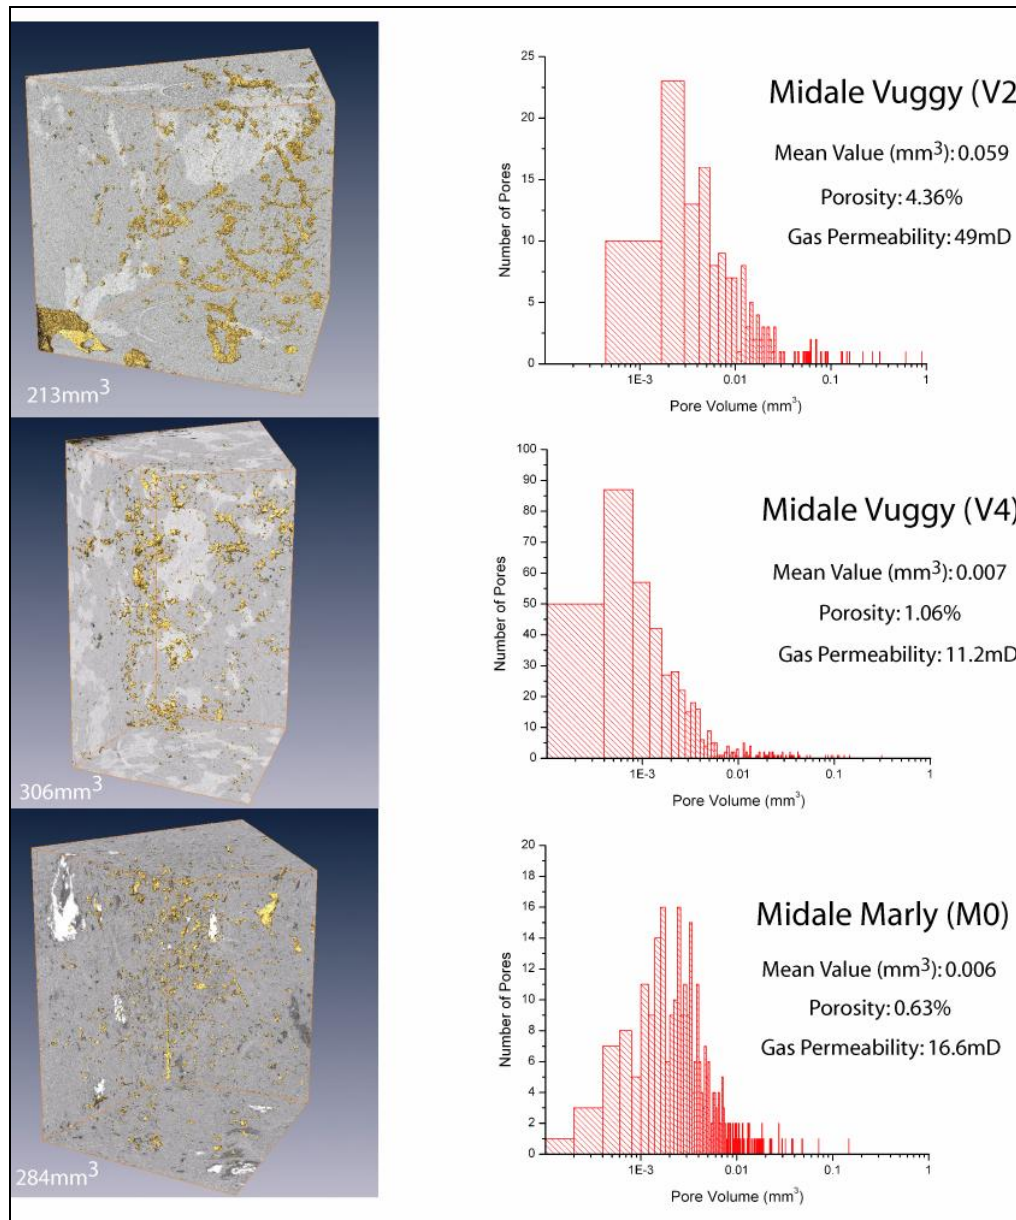 213mm³
25
20
15
10
5
0
Number of Pores
1E-3 0.01 0.1 1
Pore Volume (mm³)
Midale Vuggy (V2
Mean Value (mm³): 0.059
Porosity: 4.36%
Gas Permeability: 49mD
306mm³
100
90
80
70
60
50
40
30
20
10
0
Number of Pores
1E-3 0.01 0.1 1
Pore Volume (mm³)
Midale Vuggy (V4)
Mean Value (mm³): 0.007
Porosity: 1.06%
Gas Permeability: 11.2mD
284mm³
20
18
16
14
12
10
8
6
4
2
0
Number of Pores
1E-3 0.01 0.1 1
Pore Volume (mm³)
Midale Marly (M0)
Mean Value (mm³): 0.006
Porosity: 0.63%
Gas Permeability: 16.6mD